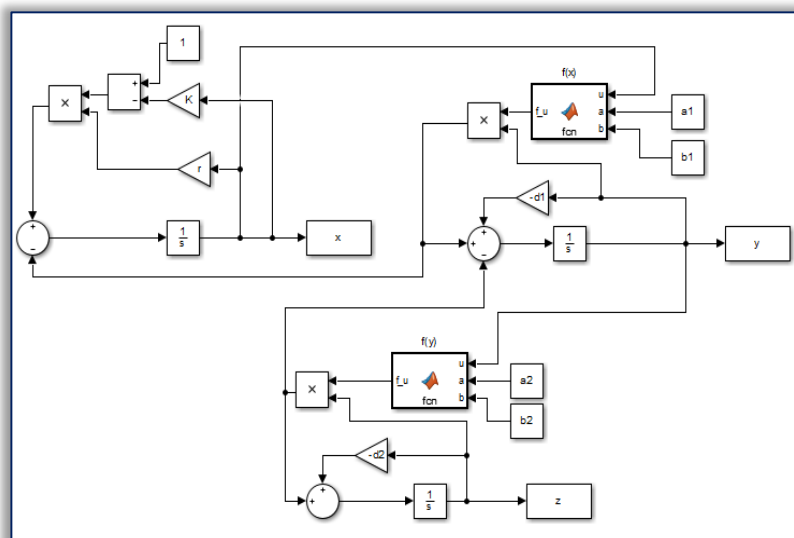 1
+
−
K
×
r
+
−
1
s
x
f(x)
×
f_u
u
a
b
fcn
a1
b1
-d1
+
+
−
1
s
y
f(y)
×
f_u
u
a
b
fcn
a2
b2
-d2
+
+
1
s
z